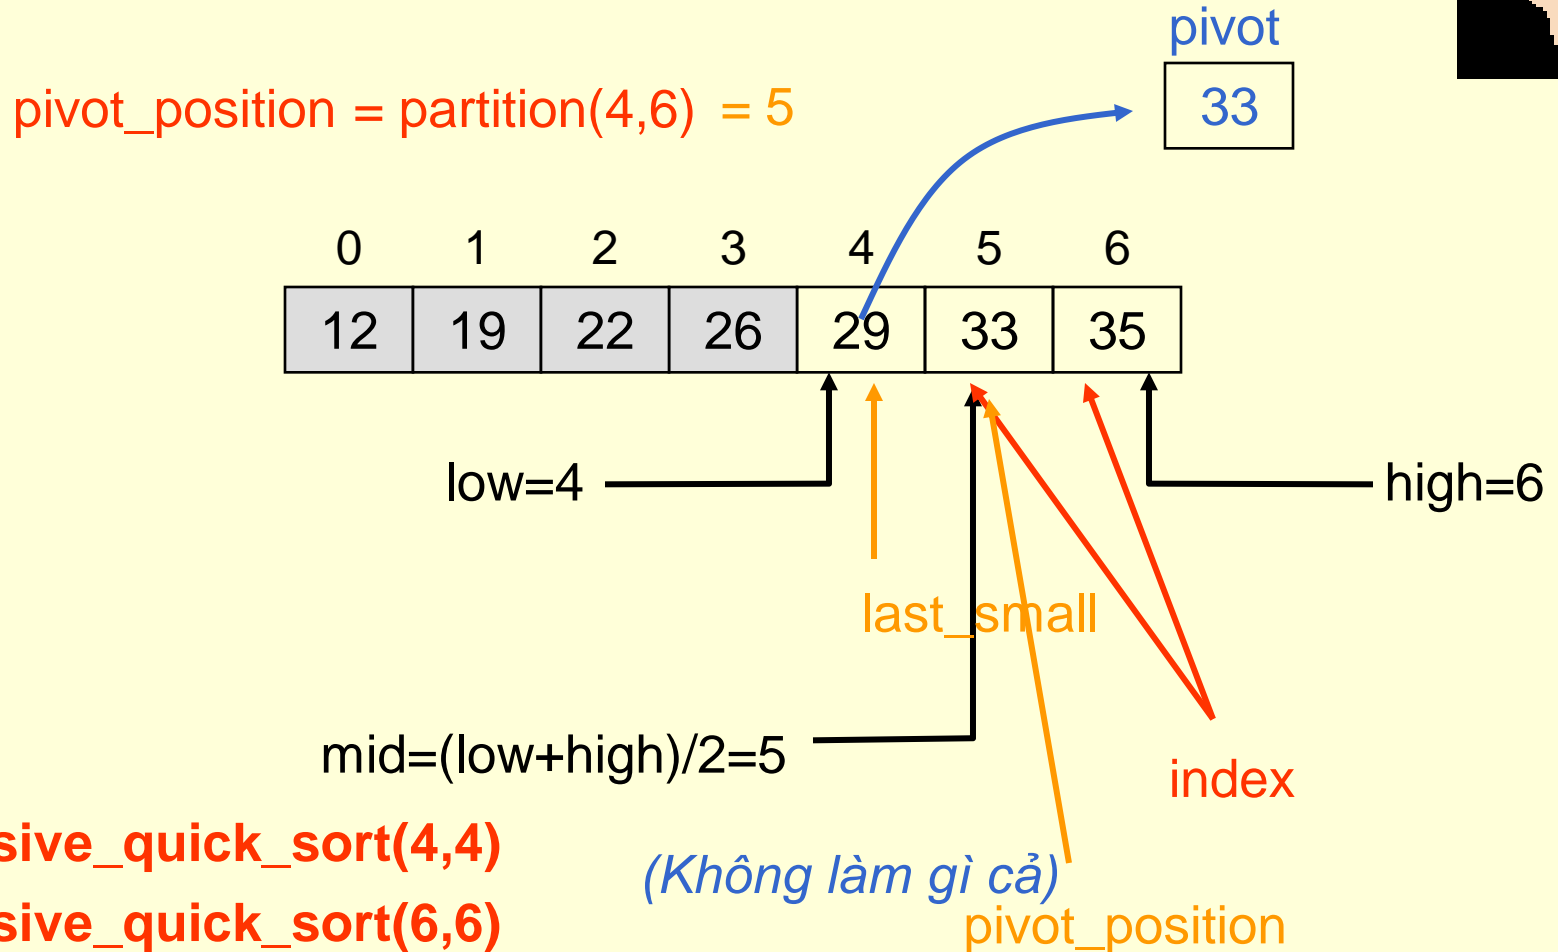 pivot
pivot_position = partition(4,6) = 5
33
0 1 2 3 4 5 6
12 19 22 26 29 33 35
low=4
high=6
last_small
mid=(low+high)/2=5
index
sive_quick_sort(4,4)
(Không làm gì cả)
sive_quick_sort(6,6)
pivot_position